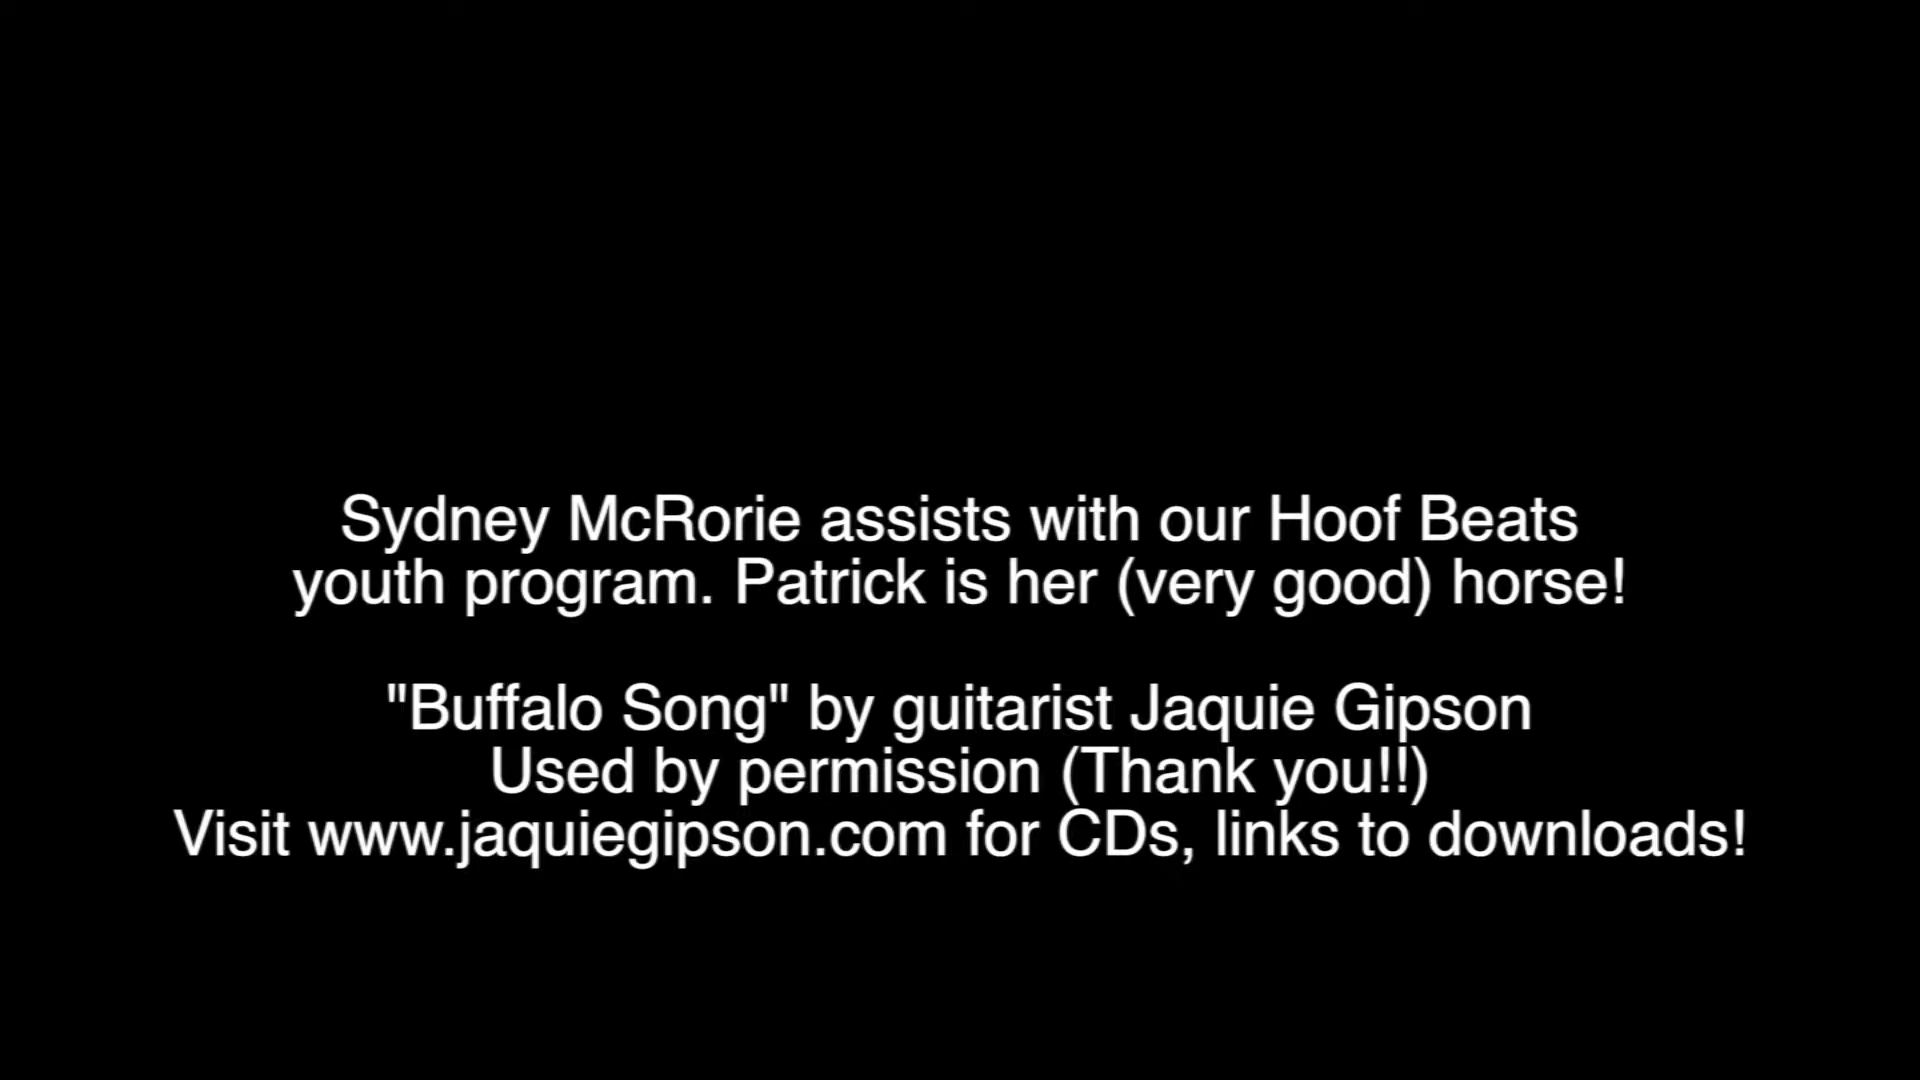 Sydney McRorie assists with our Hoof Beats
youth program. Patrick is her (very good) horse!
"Buffalo Song" by guitarist Jaquie Gipson
Used by permission (Thank you!!)
Visit www.jaquiegipson.com for CDs, links to downloads!